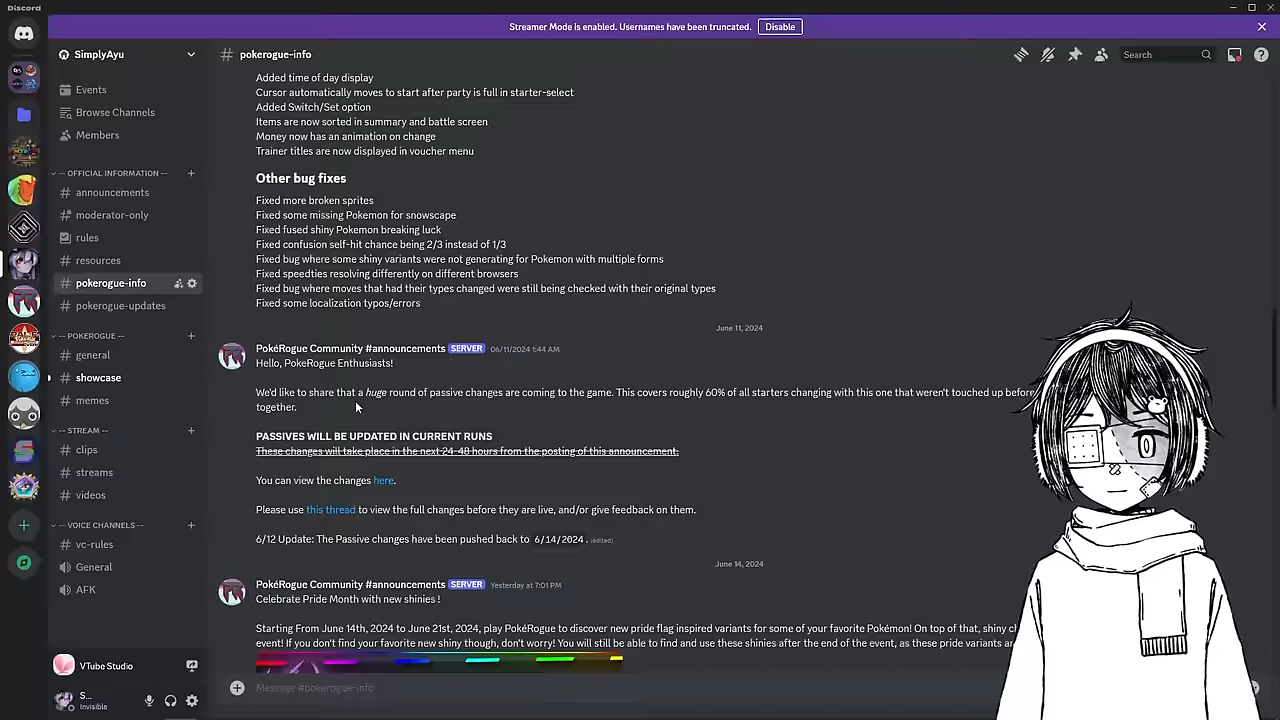 Discord
Streamer Mode is enabled. Usernames have been truncated.
Disable
SimplyAyu
pokerogue-info
Search
Events
Browse Channels
Members
-- OFFICIAL INFORMATION --
announcements
moderator-only
rules
resources
pokerogue-info
pokerogue-updates
-- POKEROGUE --
general
showcase
memes
-- STREAM --
clips
streams
videos
-- VOICE CHANNELS --
vc-rules
General
AFK
VTube Studio
S...
Invisible
Added time of day display
Cursor automatically moves to start after party is full in starter-select
Added Switch/Set option
Items are now sorted in summary and battle screen
Money now has an animation on change
Trainer titles are now displayed in voucher menu
Other bug fixes
Fixed more broken sprites
Fixed some missing Pokemon for snowscape
Fixed fused shiny Pokemon breaking luck
Fixed confusion self-hit chance being 2/3 instead of 1/3
Fixed bug where some shiny variants were not generating for Pokemon with multiple forms
Fixed speedties resolving differently on different browsers
Fixed bug where moves that had their types changed were still being checked with their original types
Fixed some localization typos/errors
June 11, 2024
PokéRogue Community #announcements SERVER 06/11/2024 1:44 AM
Hello, PokeRogue Enthusiasts!
We'd like to share that a huge round of passive changes are coming to the game. This covers roughly 60% of all starters changing with this one that weren't touched up before
together.
PASSIVES WILL BE UPDATED IN CURRENT RUNS
These changes will take place in the next 24-48 hours from the posting of this announcement.
You can view the changes here.
Please use this thread to view the full changes before they are live, and/or give feedback on them.
6/12 Update: The Passive changes have been pushed back to 6/14/2024. (edited)
June 14, 2024
PokéRogue Community #announcements SERVER Yesterday at 7:01 PM
Celebrate Pride Month with new shinies !
Starting From June 14th, 2024 to June 21st, 2024, play PokéRogue to discover new pride flag inspired variants for some of your favorite Pokémon! On top of that, shiny
event! If you don't find your favorite new shiny though, don't worry! You will still be able to find and use these shinies after the end of the event, as these pride variants
Message #pokerogue-info